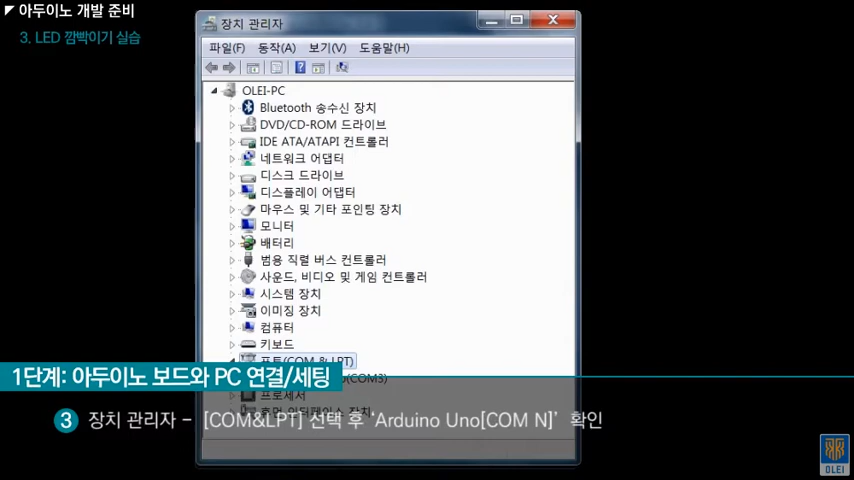 아두이노 개발 준비
3. LED 깜빡이기 실습
장치 관리자
파일(F) 동작(A) 보기(V) 도움말(H)
OLEI-PC
Bluetooth 송수신 장치
DVD/CD-ROM 드라이브
IDE ATA/ATAPI 컨트롤러
네트워크 어댑터
디스크 드라이브
디스플레이 어댑터
마우스 및 기타 포인팅 장치
모니터
배터리
범용 직렬 버스 컨트롤러
사운드, 비디오 및 게임 컨트롤러
시스템 장치
이미징 장치
컴퓨터
키보드
포트(COM & LPT)
(COM3)
프로세서
휴먼 인터페이스 장치
1단계: 아두이노 보드와 PC 연결/세팅
3 장치 관리자 - [COM&LPT] 선택 후 ‘Arduino Uno[COM N]’ 확인
OLEI